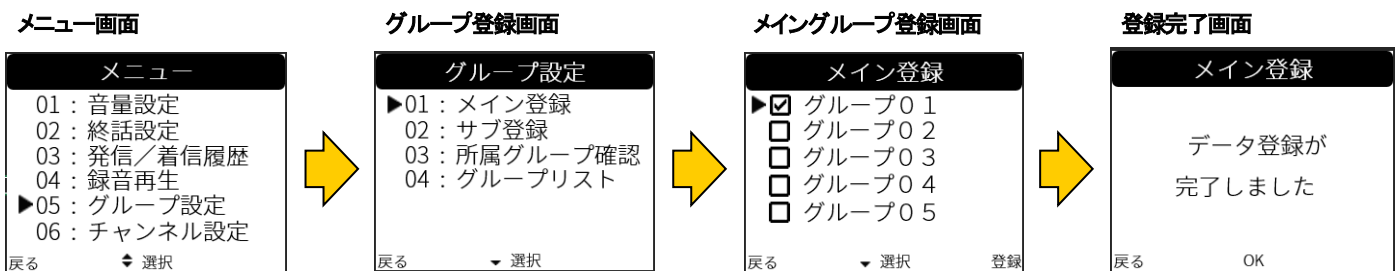 メニュー画面
メニュー
01：音量設定
02：終話設定
03：発信／着信履歴
04：録音再生
▶05：グループ設定
06：チャンネル設定
戻る ⬍ 選択
グループ登録画面
グループ設定
▶01：メイン登録
02：サブ登録
03：所属グループ確認
04：グループリスト
戻る ▼ 選択
メイングループ登録画面
メイン登録
▶☑ グループ０１
☐ グループ０２
☐ グループ０３
☐ グループ０４
☐ グループ０５
戻る ▼ 選択 登録
登録完了画面
メイン登録
データ登録が
完了しました
戻る OK